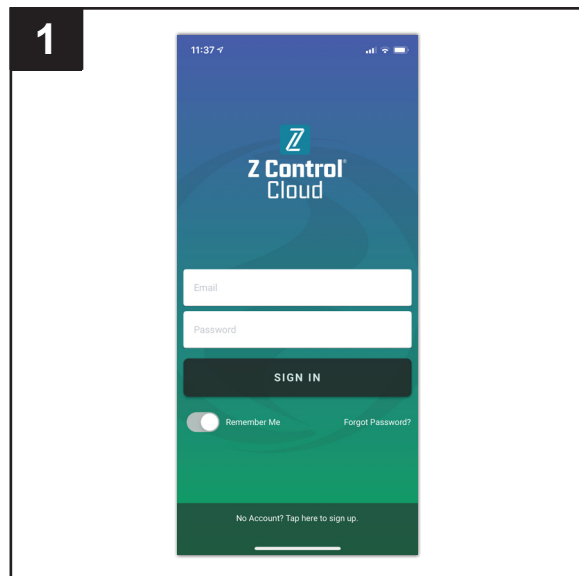 1
11:37
Z Control®
Cloud
Email
Password
SIGN IN
Remember Me Forgot Password?
No Account? Tap here to sign up.